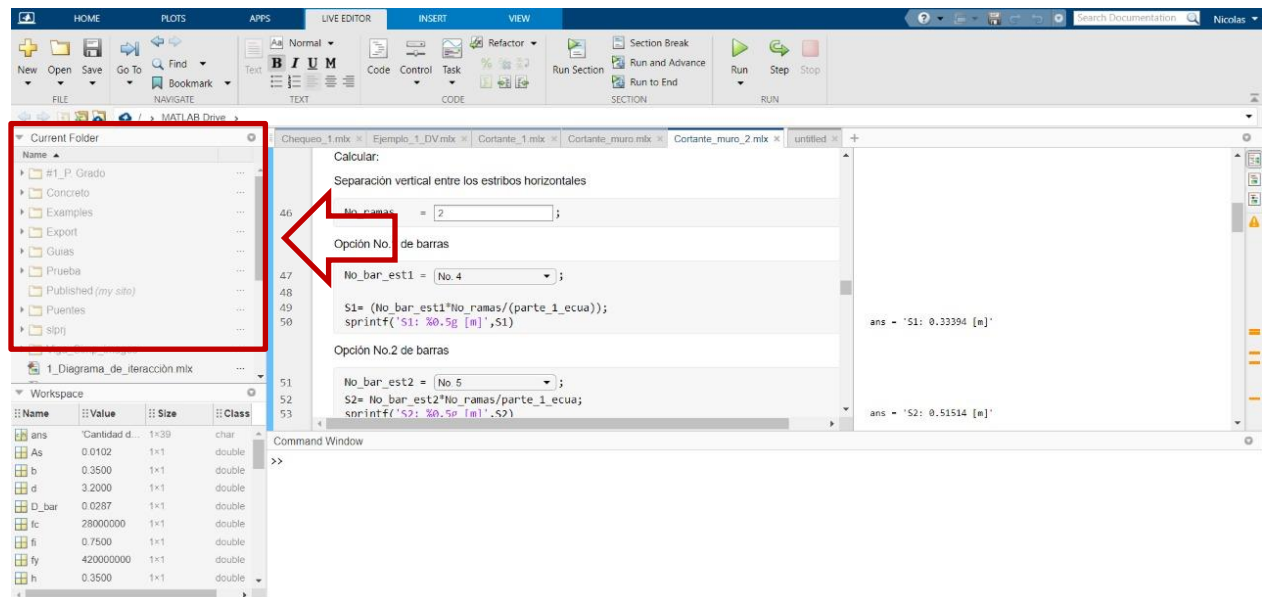 HOME PLOTS APPS LIVE EDITOR INSERT VIEW Search Documentation Nicolas
New Open Save Go To Find Bookmark Text Normal B I U M Code Control Task Refactor Run Section Section Break Run and Advance Run to End Run Step Stop
FILE NAVIGATE TEXT CODE SECTION RUN
/ > MATLAB Drive >
Current Folder
Name
#1_P. Grado
Concreto
Examples
Export
Guias
Prueba
Published (my site)
Puentes
slprj
1_Diagrama_de_iteracción.mlx
Workspace
Name Value Size Class
ans 'Cantidad d... 1×39 char
As 0.0102 1×1 double
b 0.3500 1×1 double
d 3.2000 1×1 double
D_bar 0.0287 1×1 double
fc 28000000 1×1 double
fi 0.7500 1×1 double
fy 420000000 1×1 double
h 0.3500 1×1 double
Chequeo_1.mlx × Ejemplo_1_DV.mlx × Cortante_1.mlx × Cortante_muro.mlx × Cortante_muro_2.mlx × untitled × +
Calcular:
Separación vertical entre los estribos horizontales
46 No_ramas = 2 ;
Opción No. de barras
47 No_bar_est1 = No. 4 ;
48
49 S1= (No_bar_est1*No_ramas/(parte_1_ecua));
50 sprintf('S1: %0.5g [m]',S1)
ans = 'S1: 0.33394 [m]'
Opción No.2 de barras
51 No_bar_est2 = No. 5 ;
52 S2= No_bar_est2*No_ramas/parte_1_ecua;
53 sprintf('S2: %0.5g [m]',S2)
ans = 'S2: 0.51514 [m]'
Command Window
>>